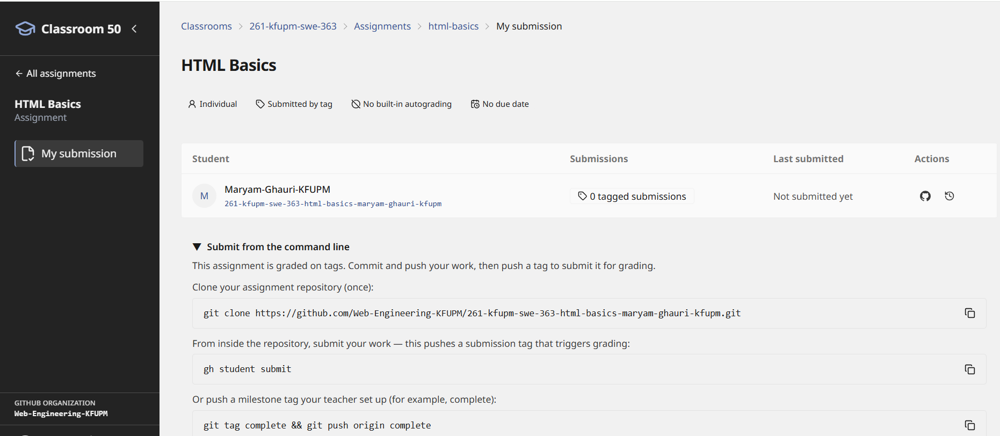 Classroom 50
All assignments
HTML Basics
Assignment
My submission
GITHUB ORGANIZATION
Web-Engineering-KFUPM
Classrooms > 261-kfupm-swe-363 > Assignments > html-basics > My submission
HTML Basics
Individual Submitted by tag No built-in autograding No due date
Student Submissions Last submitted Actions
M
Maryam-Ghauri-KFUPM
261-kfupm-swe-363-html-basics-maryam-ghauri-kfupm
0 tagged submissions
Not submitted yet
Submit from the command line
This assignment is graded on tags. Commit and push your work, then push a tag to submit it for grading.
Clone your assignment repository (once):
git clone https://github.com/Web-Engineering-KFUPM/261-kfupm-swe-363-html-basics-maryam-ghauri-kfupm.git
From inside the repository, submit your work — this pushes a submission tag that triggers grading:
gh student submit
Or push a milestone tag your teacher set up (for example, complete):
git tag complete && git push origin complete